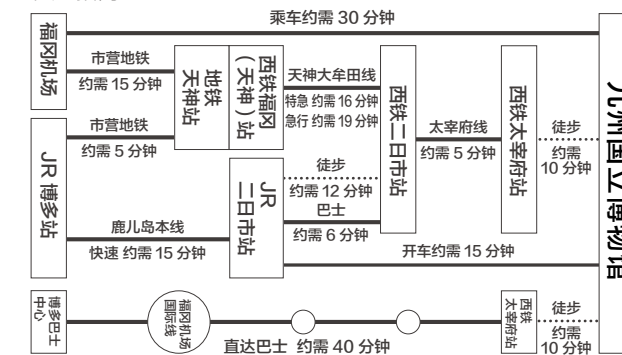 乘车约需 30 分钟
福冈机场
市营地铁
约需 15 分钟
地铁
天神站
西铁福冈
（天神）站
天神大牟田线
特急 约需 16 分钟
急行 约需 19 分钟
西铁二日市站
太宰府线
约需 5 分钟
西铁太宰府站
徒步
约需
10 分钟
九州国立博物馆
JR 博多站
市营地铁
约需 5 分钟
鹿儿岛本线
快速 约需 15 分钟
JR
二日市站
徒步
约需 12 分钟
巴士
约需 6 分钟
开车约需 15 分钟
博多巴士
中心
福冈机场
国际线
直达巴士 约需 40 分钟
西铁
太宰府站
徒步
约需
10 分钟